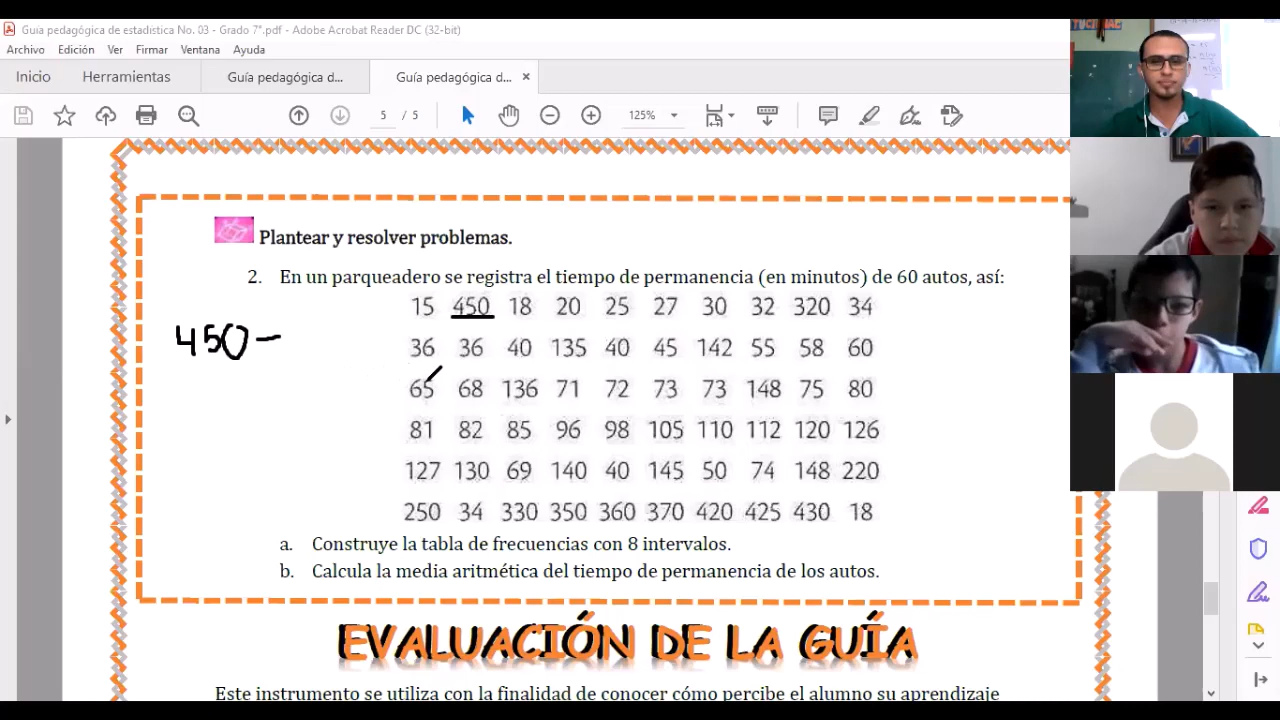 Guía pedagógica de estadística No. 03 - Grado 7°.pdf - Adobe Acrobat Reader DC (32-bit)
Archivo Edición Ver Firmar Ventana Ayuda
Inicio Herramientas Guía pedagógica d... Guía pedagógica d... ×
5 / 5 125%
Plantear y resolver problemas.
2. En un parqueadero se registra el tiempo de permanencia (en minutos) de 60 autos, así:
15 450 18 20 25 27 30 32 320 34
450 –
36 36 40 135 40 45 142 55 58 60
65 68 136 71 72 73 73 148 75 80
81 82 85 96 98 105 110 112 120 126
127 130 69 140 40 145 50 74 148 220
250 34 330 350 360 370 420 425 430 18
a. Construye la tabla de frecuencias con 8 intervalos.
b. Calcula la media aritmética del tiempo de permanencia de los autos.
EVALUACIÓN DE LA GUÍA
Este instrumento se utiliza con la finalidad de conocer cómo percibe el alumno su aprendizaje